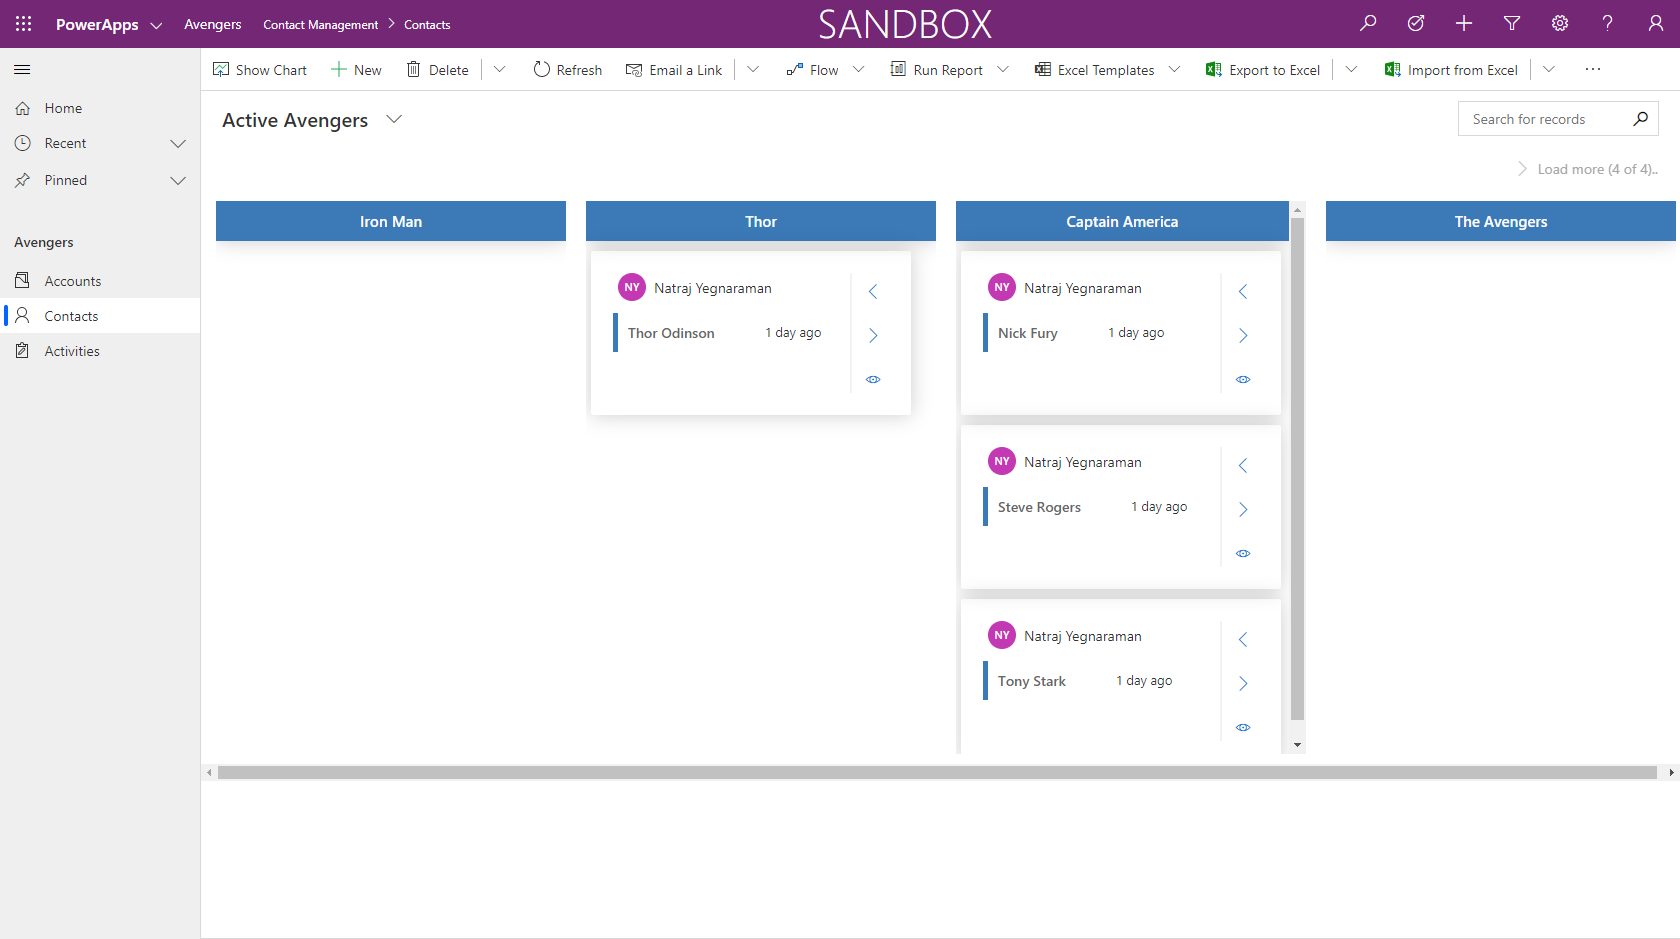 PowerApps Avengers Contact Management Contacts SANDBOX
Show Chart New Delete Refresh Email a Link Flow Run Report Excel Templates Export to Excel Import from Excel ...
Home
Recent
Pinned
Avengers
Accounts
Contacts
Activities
Active Avengers
Search for records
Load more (4 of 4)..
Iron Man
Thor
NY Natraj Yegnaraman
Thor Odinson 1 day ago
Captain America
NY Natraj Yegnaraman
Nick Fury 1 day ago
NY Natraj Yegnaraman
Steve Rogers 1 day ago
NY Natraj Yegnaraman
Tony Stark 1 day ago
The Avengers